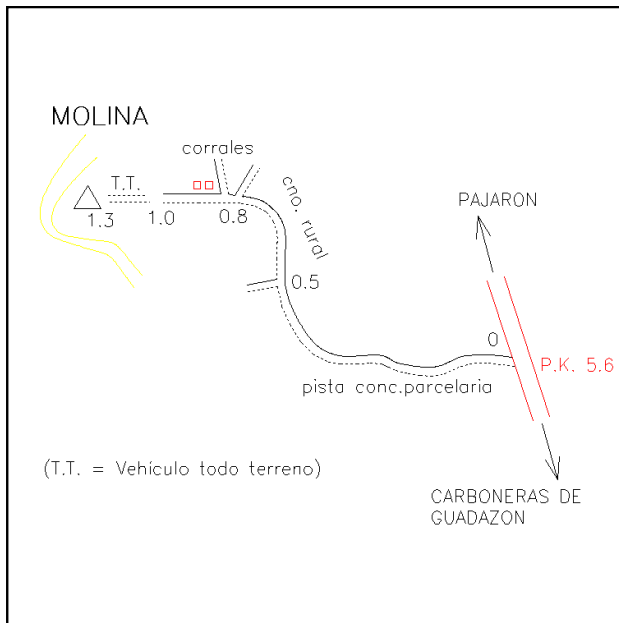 MOLINA
corrales
T.T.
cno. rural
1.3
1.0
0.8
PAJARON
0.5
0
P.K. 5.6
pista conc.parcelaria
(T.T. = Vehículo todo terreno)
CARBONERAS DE
GUADAZON